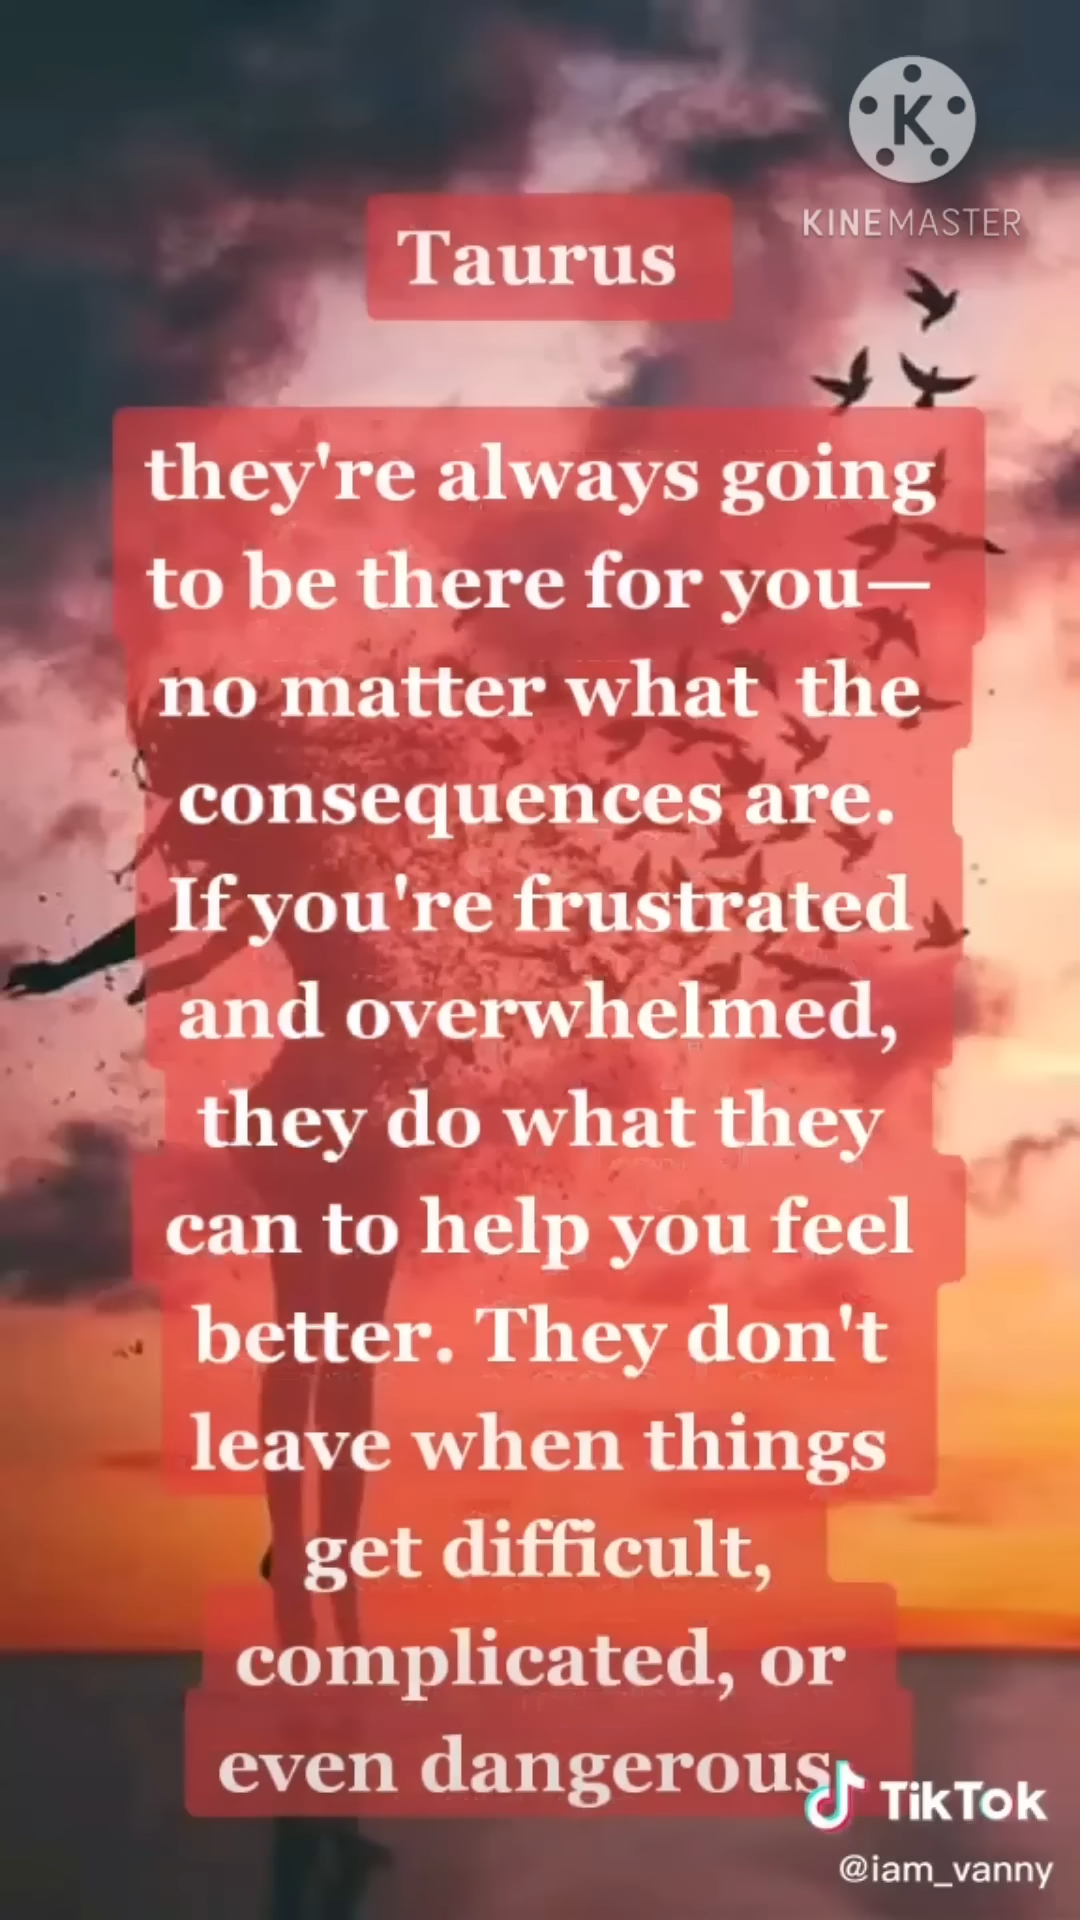 K
KINEMASTER
Taurus
they're always going
to be there for you—
no matter what the
consequences are.
If you're frustrated
and overwhelmed,
they do what they
can to help you feel
better. They don't
leave when things
get difficult,
complicated, or
even dangerous.
TikTok
@iam_vanny